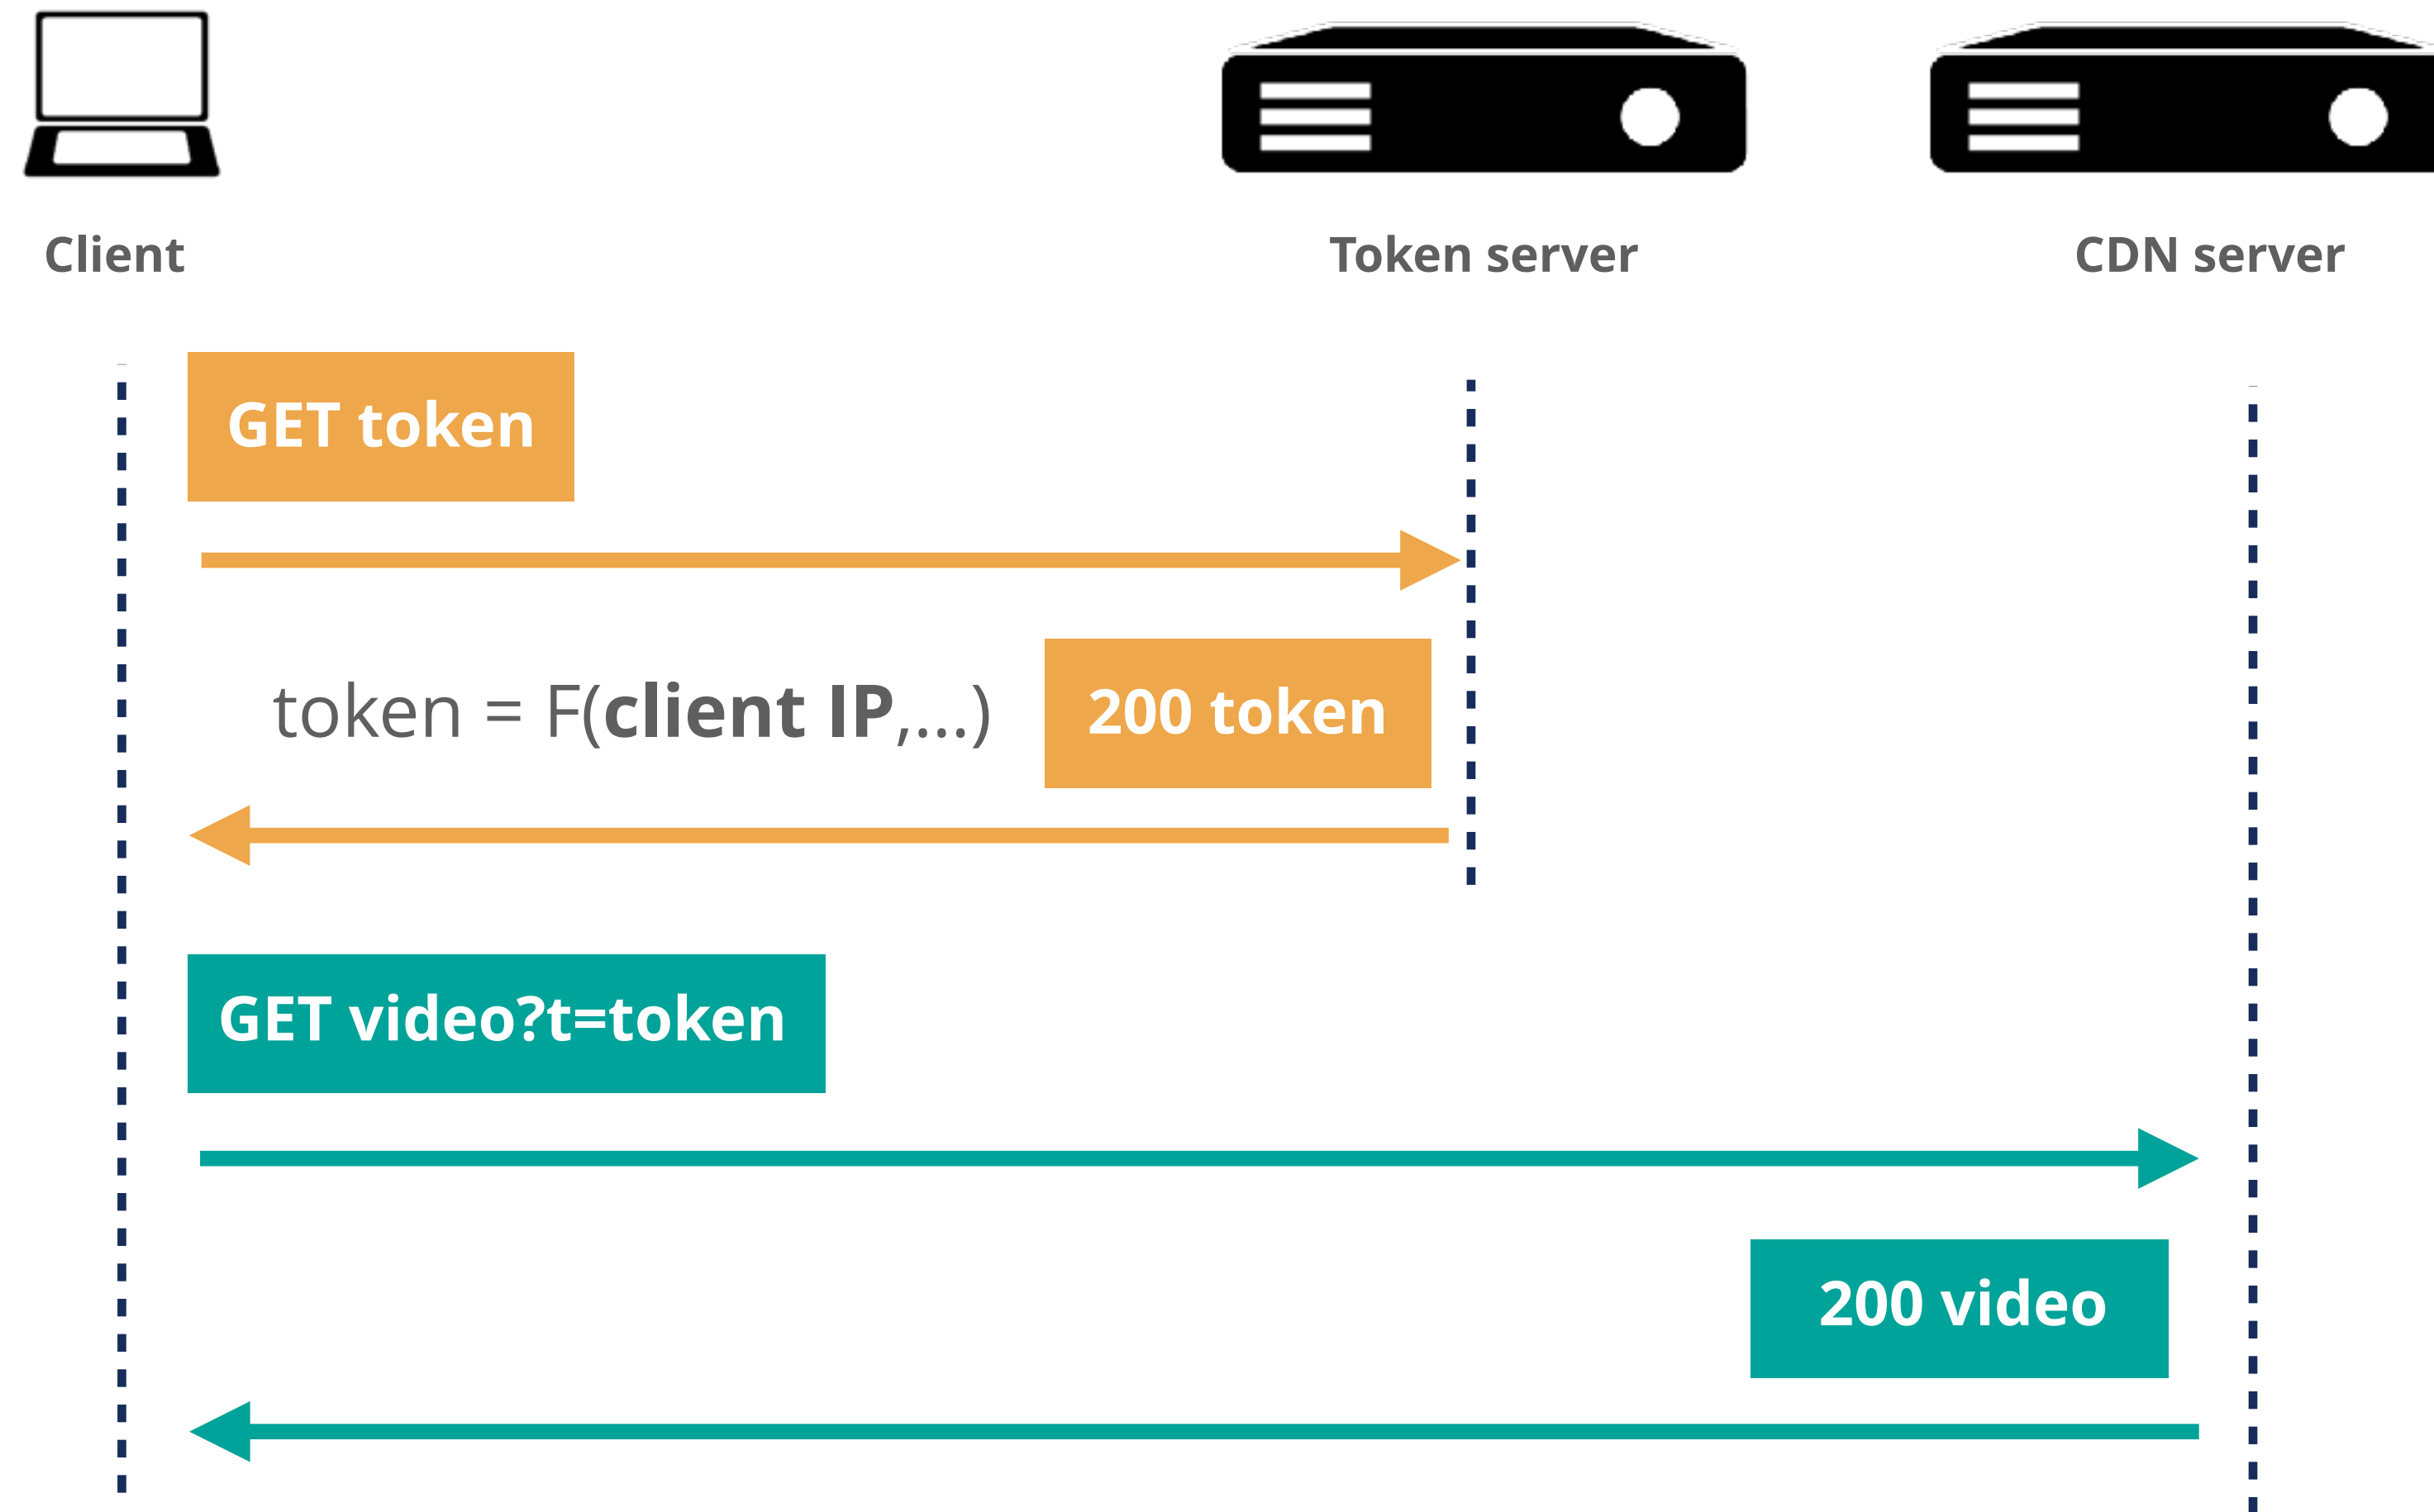 Client
Token server
CDN server
GET token
token = F(client IP,...)
200 token
GET video?t=token
200 video